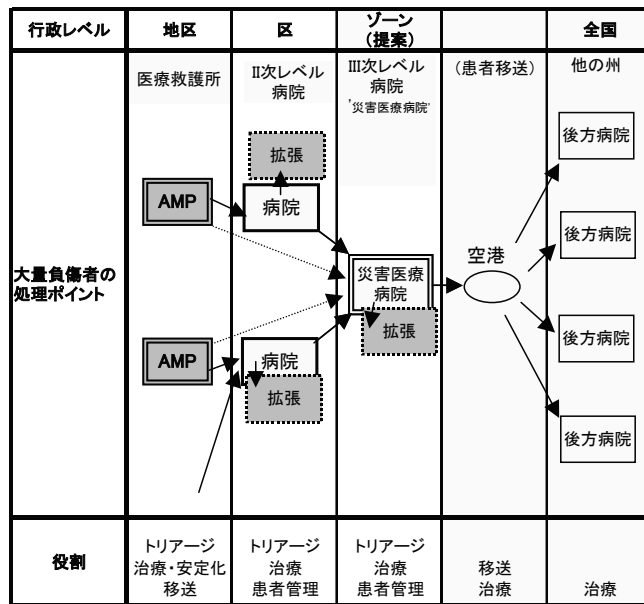 行政レベル
地区
区
ゾーン
(提案)
全国
医療救護所
II次レベル
病院
III次レベル
病院
'災害医療病院'
(患者移送)
他の州
拡張
後方病院
AMP
病院
後方病院
大量負傷者の
処理ポイント
空港
災害医療
病院
拡張
後方病院
AMP
病院
拡張
後方病院
役割
トリアージ
治療・安定化
移送
トリアージ
治療
患者管理
トリアージ
治療
患者管理
移送
治療
治療